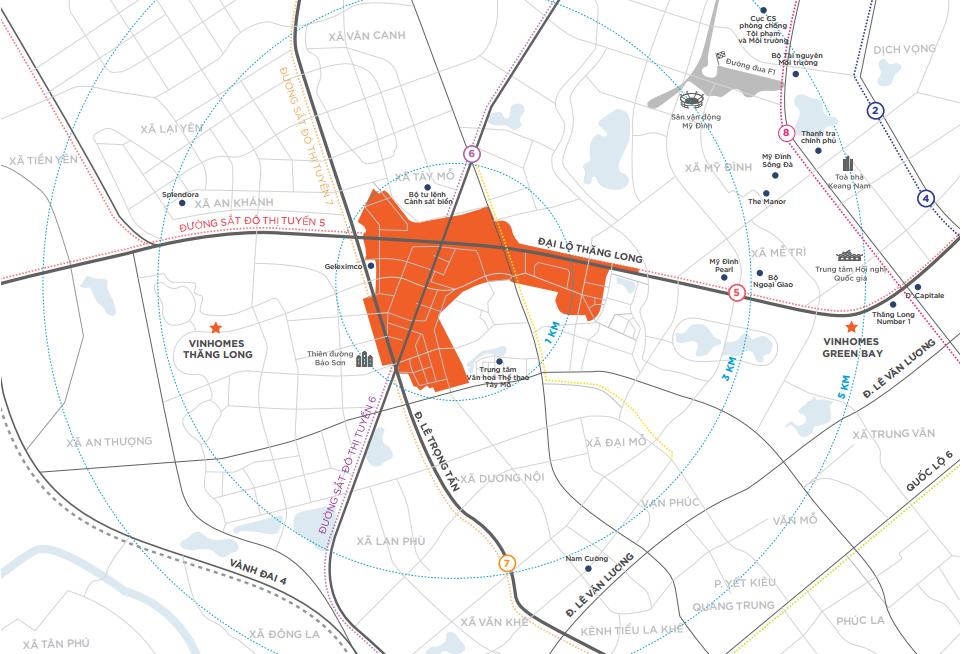 XÃ VÂN CANH
Cục CS
phòng chống
Tội phạm
và Môi trường
DỊCH VỌNG
Bộ Tài nguyên
Môi trường
Đường đua F1
ĐƯỜNG SẮT ĐÔ THỊ TUYẾN 7
Sân vận động
Mỹ Đình
2
8
Thanh tra
chính phủ
XÃ LẠI YÊN
XÃ TIỀN YÊN
6
Mỹ Đình
Sông Đà
XÃ MỸ ĐÌNH
Toà nhà
Keang Nam
XÃ TÂY MỖ
Bộ tư lệnh
Cảnh sát biển
Splendora
XÃ AN KHÁNH
The Manor
4
ĐƯỜNG SẮT ĐÔ THỊ TUYẾN 5
ĐẠI LỘ THĂNG LONG
XÃ MỄ TRÌ
Geleximco
Mỹ Đình
Pearl
Bộ
Ngoại Giao
Trung tâm Hội nghị
Quốc gia
5
D'.Capitale
Thăng Long
Number 1
VINHOMES
THĂNG LONG
1 KM
VINHOMES
GREEN BAY
Thiên đường
Bảo Sơn
Trung tâm
Văn hoá Thể thao
Tây Mỗ
3 KM
5 KM
Đ. LÊ VĂN LƯƠNG
ĐƯỜNG SẮT ĐÔ THỊ TUYẾN 6
Đ. LÊ TRỌNG TẤN
XÃ AN THƯỢNG
XÃ ĐẠI MỖ
XÃ TRUNG VĂN
XÃ DƯƠNG NỘI
QUỐC LỘ 6
VẠN PHÚC
VĂN MỖ
XÃ LAN PHÙ
7
Nam Cường
VÀNH ĐAI 4
Đ. LÊ VĂN LƯƠNG
P. YẾT KIÊU
QUANG TRUNG
XÃ VÂN KHÊ
KÊNH TIỂU LA KHÊ
PHÚC LA
XÃ ĐÔNG LA
XÃ TÂN PHÚ